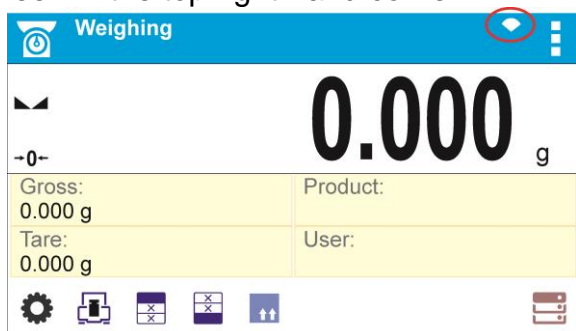 Weighing
0.000 g
→0←
Gross:
0.000 g
Product:
Tare:
0.000 g
User: